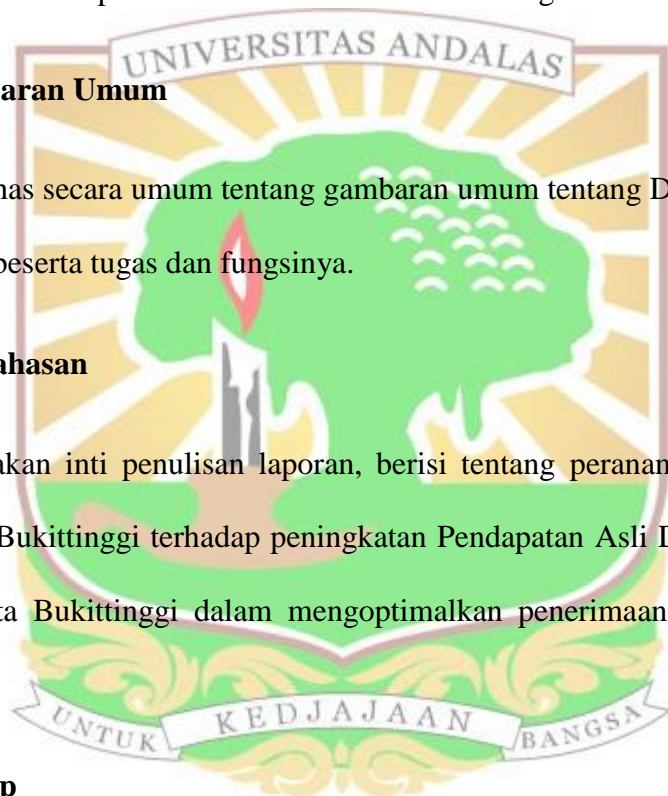 UNIVERSITAS ANDALAS
aran Umum
nas secara umum tentang gambaran umum tentang D
beserta tugas dan fungsinya.
ahasan
akan inti penulisan laporan, berisi tentang peranan
Bukittinggi terhadap peningkatan Pendapatan Asli D
ta Bukittinggi dalam mengoptimalkan penerimaan
UNTUK KEDJAJAAN BANGSA
p